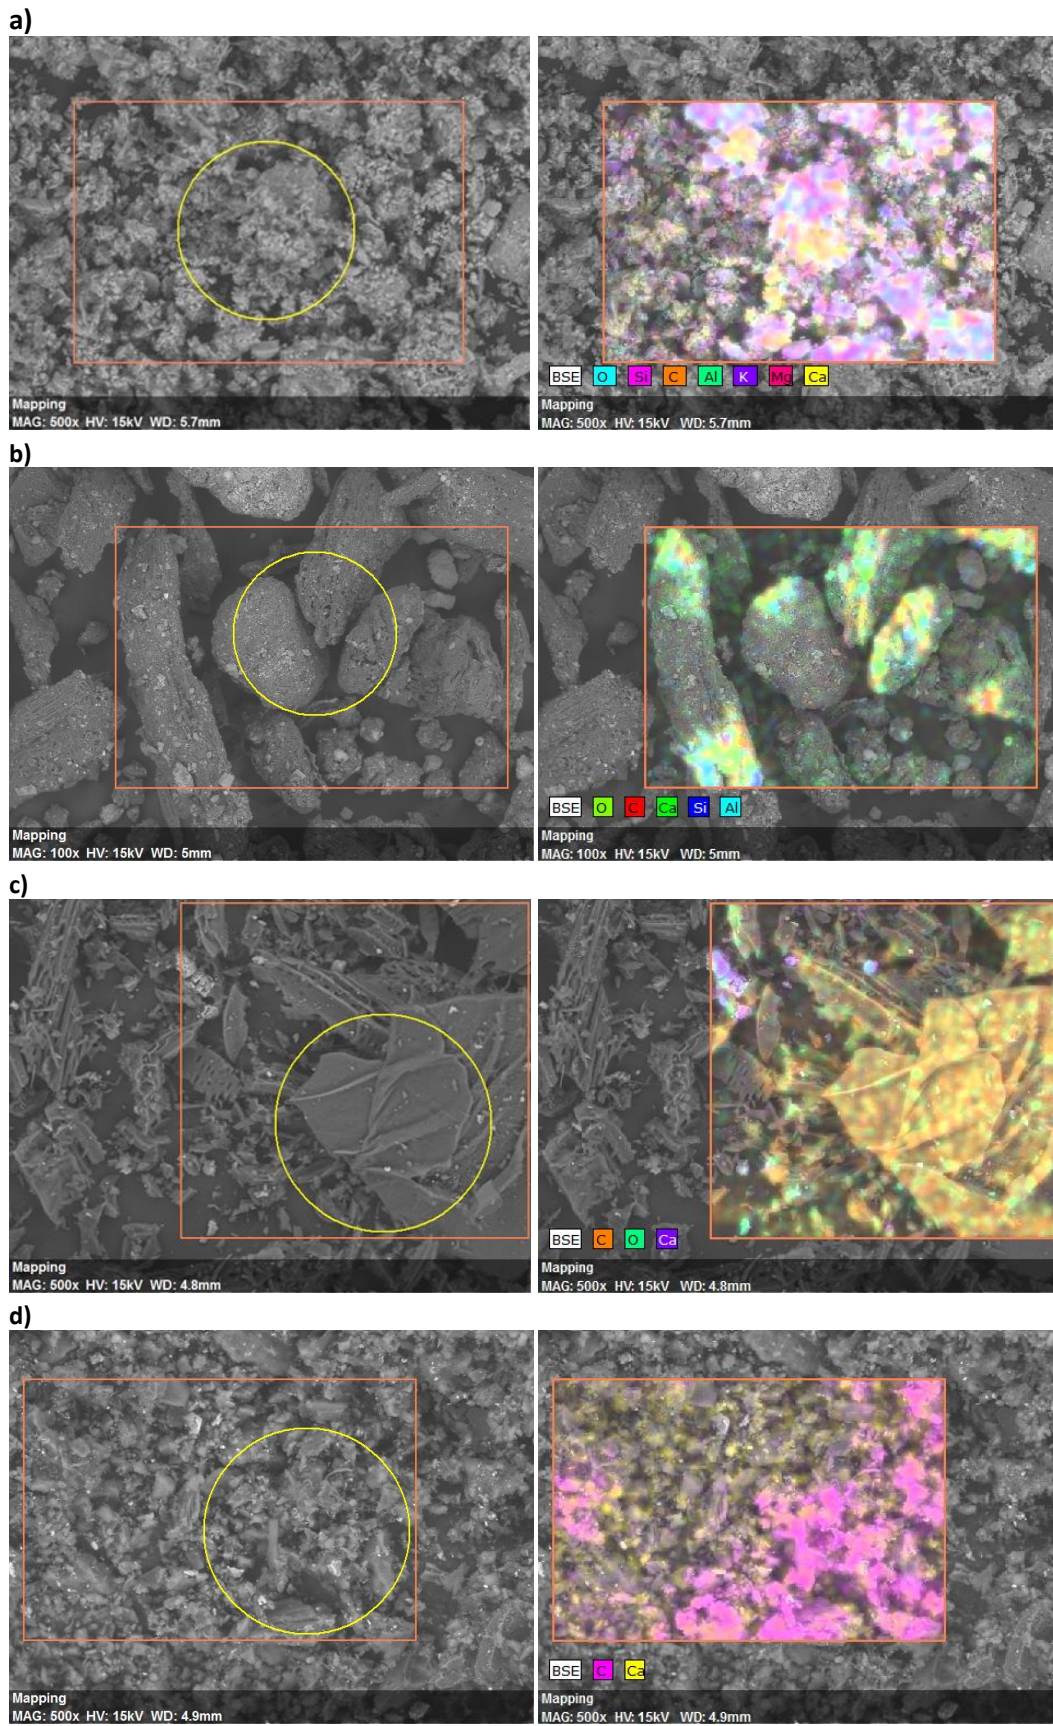 a)
BSE O Si C Al K Mg Ca
Mapping
MAG: 500x HV: 15kV WD: 5.7mm
Mapping
MAG: 500x HV: 15kV WD: 5.7mm
b)
BSE O C Ca Si Al
Mapping
MAG: 100x HV: 15kV WD: 5mm
Mapping
MAG: 100x HV: 15kV WD: 5mm
c)
BSE C O Ca
Mapping
MAG: 500x HV: 15kV WD: 4.8mm
Mapping
MAG: 500x HV: 15kV WD: 4.8mm
d)
BSE C Ca
Mapping
MAG: 500x HV: 15kV WD: 4.9mm
Mapping
MAG: 500x HV: 15kV WD: 4.9mm